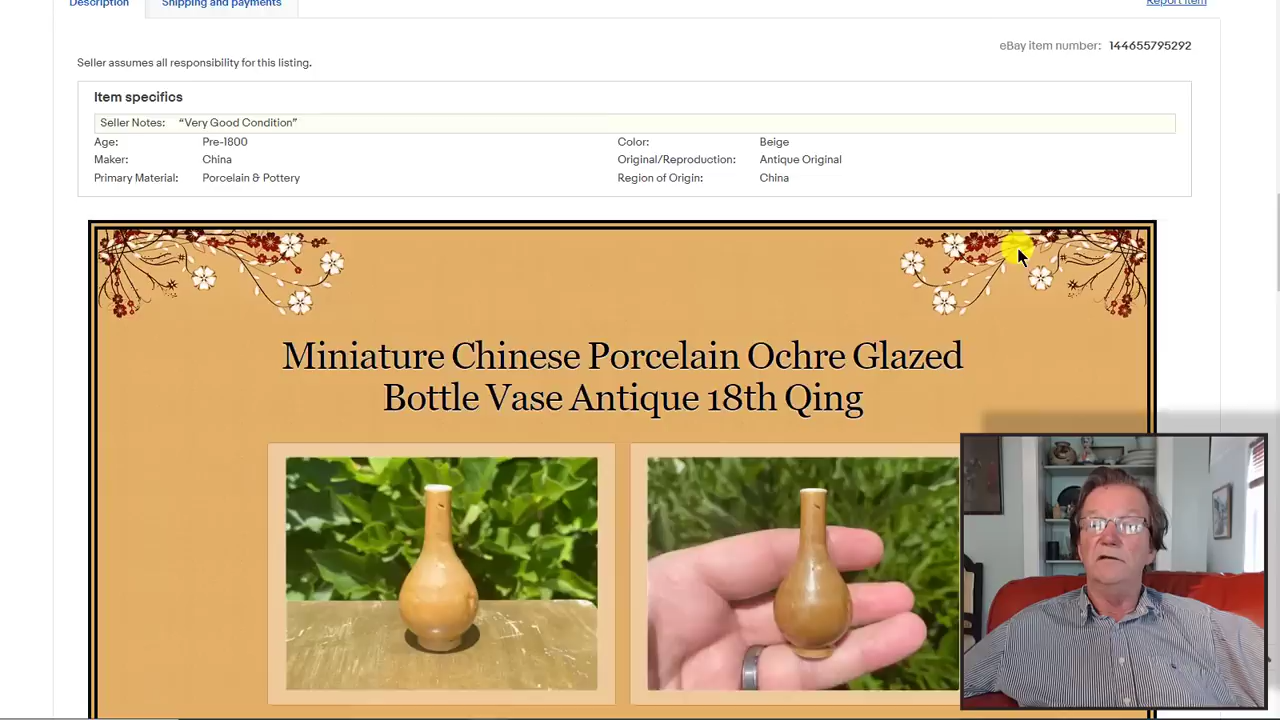 Description Shipping and payments Report item
eBay item number: 144655795292
Seller assumes all responsibility for this listing.
Item specifics
Seller Notes: “Very Good Condition”
Age: Pre-1800 Color: Beige
Maker: China Original/Reproduction: Antique Original
Primary Material: Porcelain & Pottery Region of Origin: China
Miniature Chinese Porcelain Ochre Glazed
Bottle Vase Antique 18th Qing